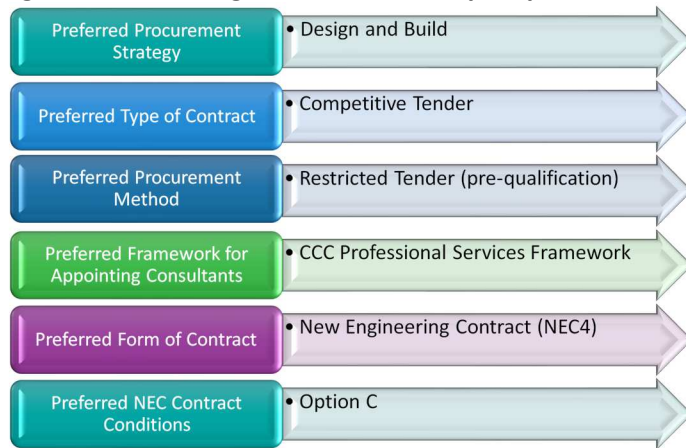 Preferred Procurement
Strategy
• Design and Build
Preferred Type of Contract
• Competitive Tender
Preferred Procurement
Method
• Restricted Tender (pre-qualification)
Preferred Framework for
Appointing Consultants
• CCC Professional Services Framework
Preferred Form of Contract
• New Engineering Contract (NEC4)
Preferred NEC Contract
Conditions
• Option C